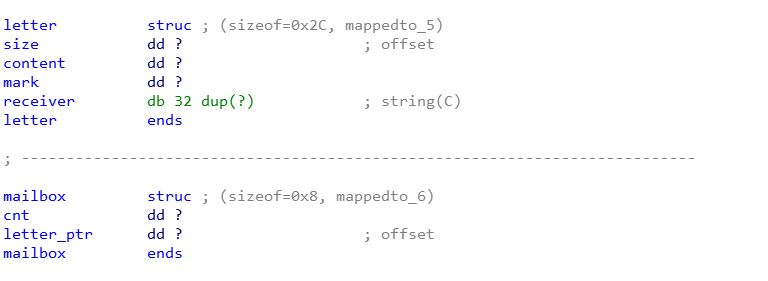 letter struc ; (sizeof=0x2C, mappedto_5)
size dd ? ; offset
content dd ?
mark dd ?
receiver db 32 dup(?) ; string(C)
letter ends
; ---------------------------------------------------------------------------
mailbox struc ; (sizeof=0x8, mappedto_6)
cnt dd ?
letter_ptr dd ? ; offset
mailbox ends